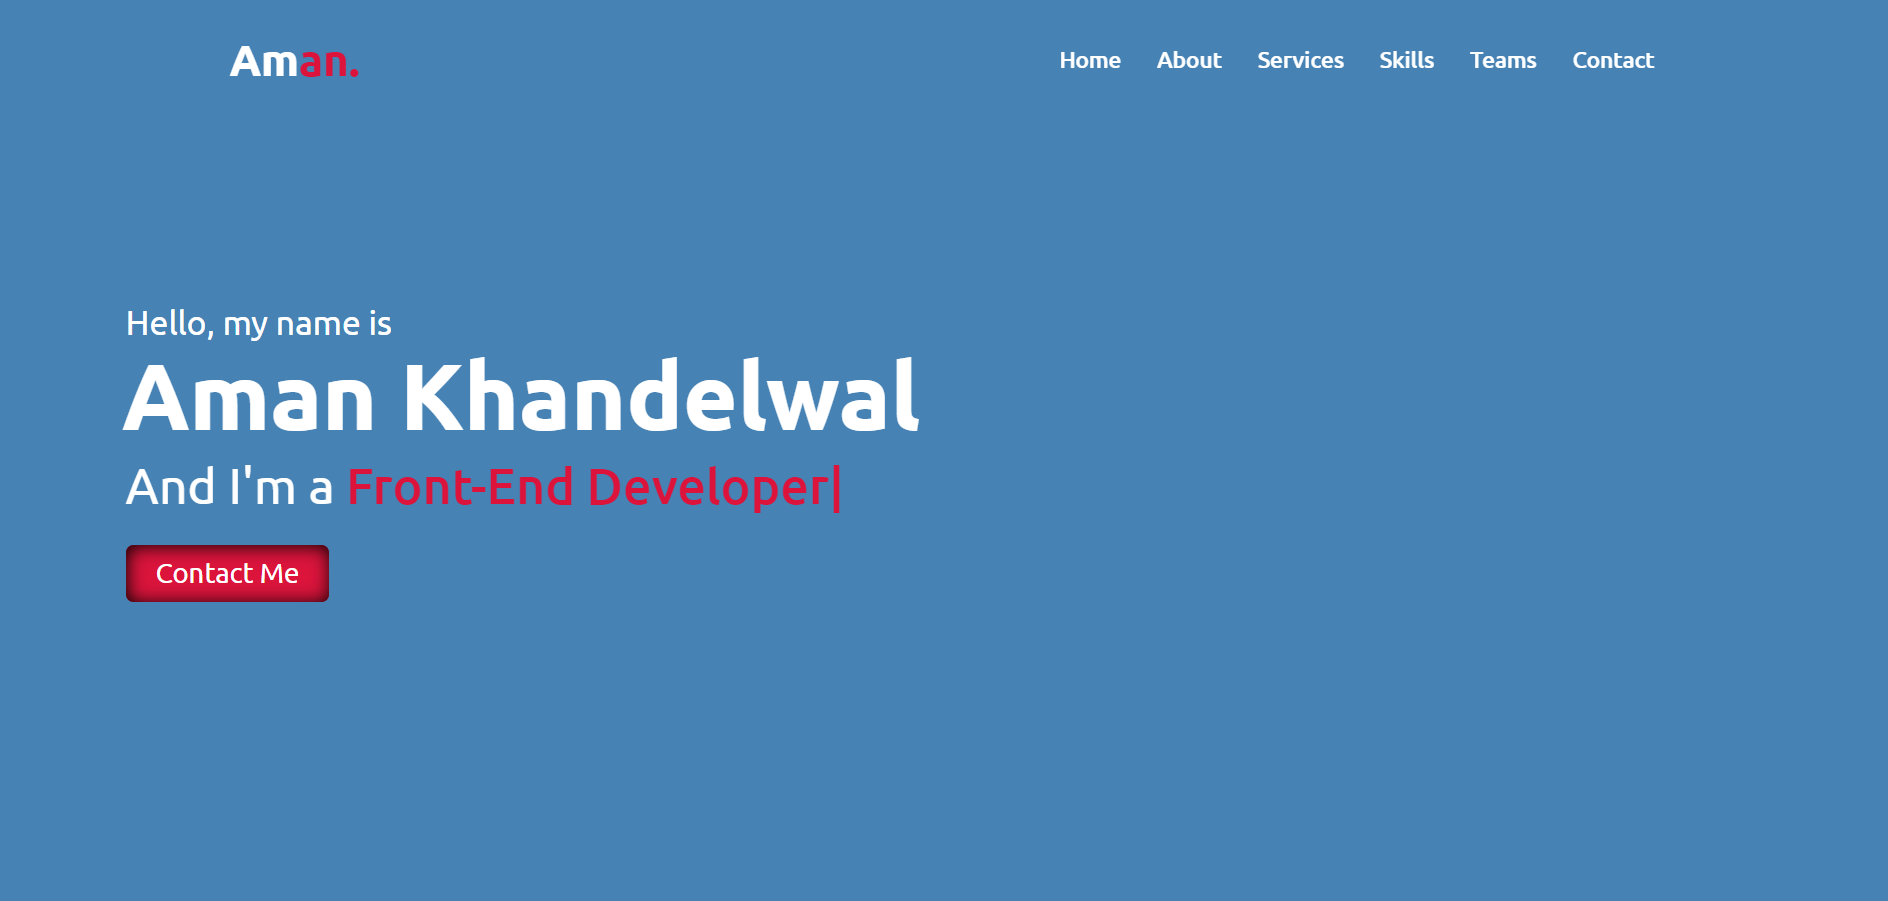 Aman.
Home About Services Skills Teams Contact
Hello, my name is
Aman Khandelwal
And I'm a Front-End Developer|
Contact Me